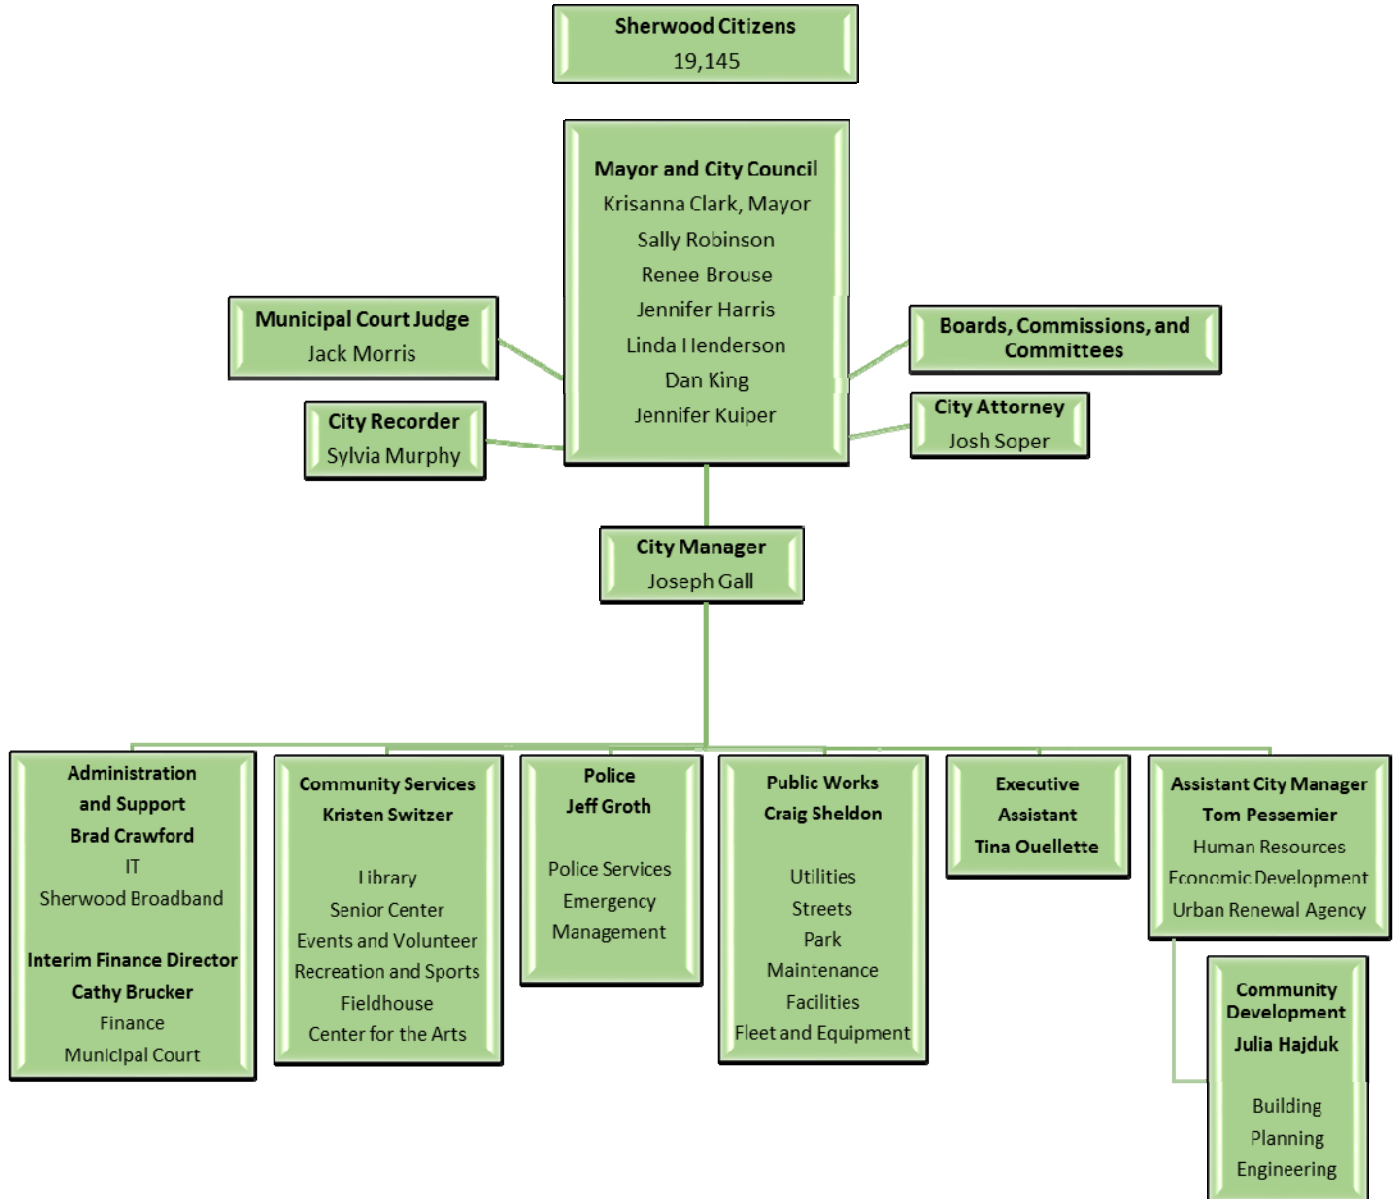 Sherwood Citizens
19,145
Mayor and City Council
Krisanna Clark, Mayor
Sally Robinson
Renee Brouse
Jennifer Harris
Linda Henderson
Dan King
Jennifer Kuiper
Municipal Court Judge
Jack Morris
City Recorder
Sylvia Murphy
Boards, Commissions, and
Committees
City Attorney
Josh Soper
City Manager
Joseph Gall
Administration
and Support
Brad Crawford
IT
Sherwood Broadband
Interim Finance Director
Cathy Brucker
Finance
Municipal Court
Community Services
Kristen Switzer
Library
Senior Center
Events and Volunteer
Recreation and Sports
Fieldhouse
Center for the Arts
Police
Jeff Groth
Police Services
Emergency
Management
Public Works
Craig Sheldon
Utilities
Streets
Park
Maintenance
Facilities
Fleet and Equipment
Executive
Assistant
Tina Ouellette
Assistant City Manager
Tom Pessemier
Human Resources
Economic Development
Urban Renewal Agency
Community
Development
Julia Hajduk
Building
Planning
Engineering